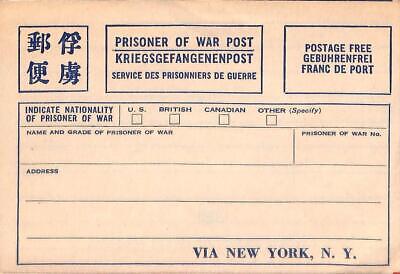 俘虜
郵便
PRISONER OF WAR POST
KRIEGSGEFANGENENPOST
SERVICE DES PRISONNIERS DE GUERRE
POSTAGE FREE
GEBUHRENFREI
FRANC DE PORT
INDICATE NATIONALITY
OF PRISONER OF WAR
U. S.
BRITISH
CANADIAN
OTHER (Specify)
NAME AND GRADE OF PRISONER OF WAR
PRISONER OF WAR No.
ADDRESS
VIA NEW YORK, N. Y.